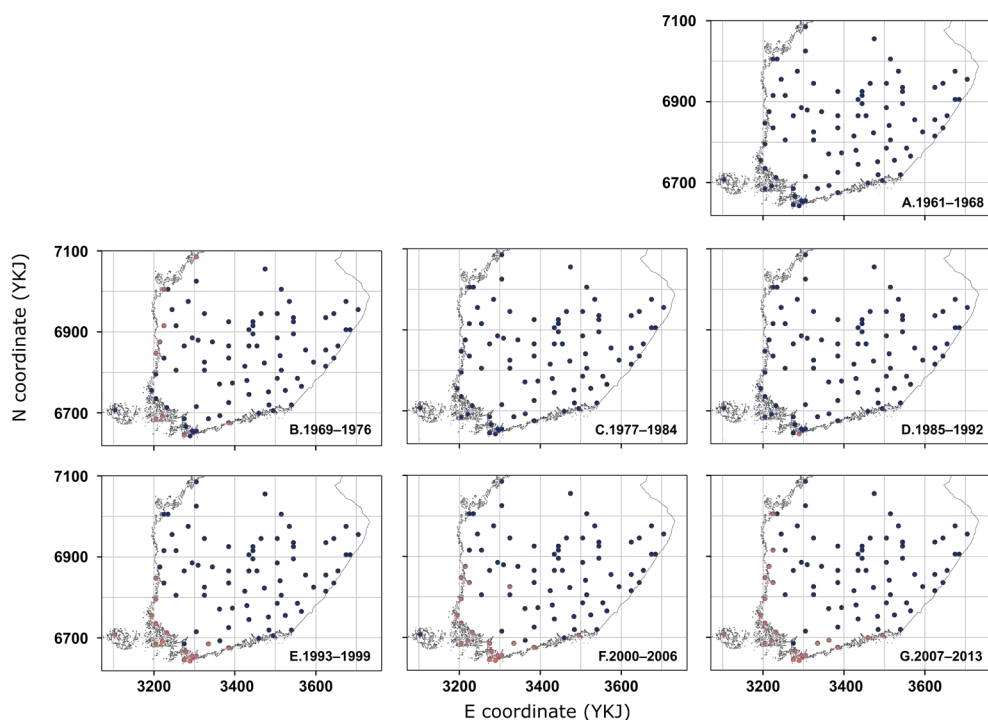 7100
6900
6700
A.1961–1968
N coordinate (YKJ)
7100
6900
6700
B.1969–1976
C.1977–1984
D.1985–1992
7100
6900
6700
E.1993–1999
F.2000–2006
G.2007–2013
3200 3400 3600 3200 3400 3600 3200 3400 3600
E coordinate (YKJ)